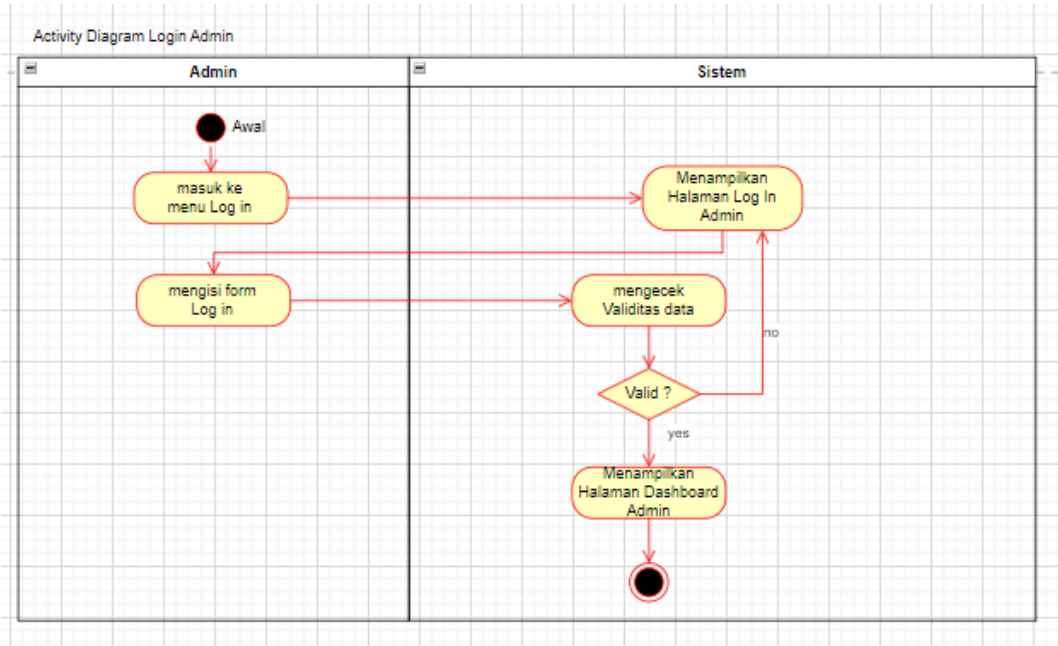 Activity Diagram Login Admin
Admin
Sistem
Awal
masuk ke
menu Log in
Menampilkan
Halaman Log In
Admin
mengisi form
Log in
mengecek
Validitas data
no
Valid ?
yes
Menampilkan
Halaman Dashboard
Admin